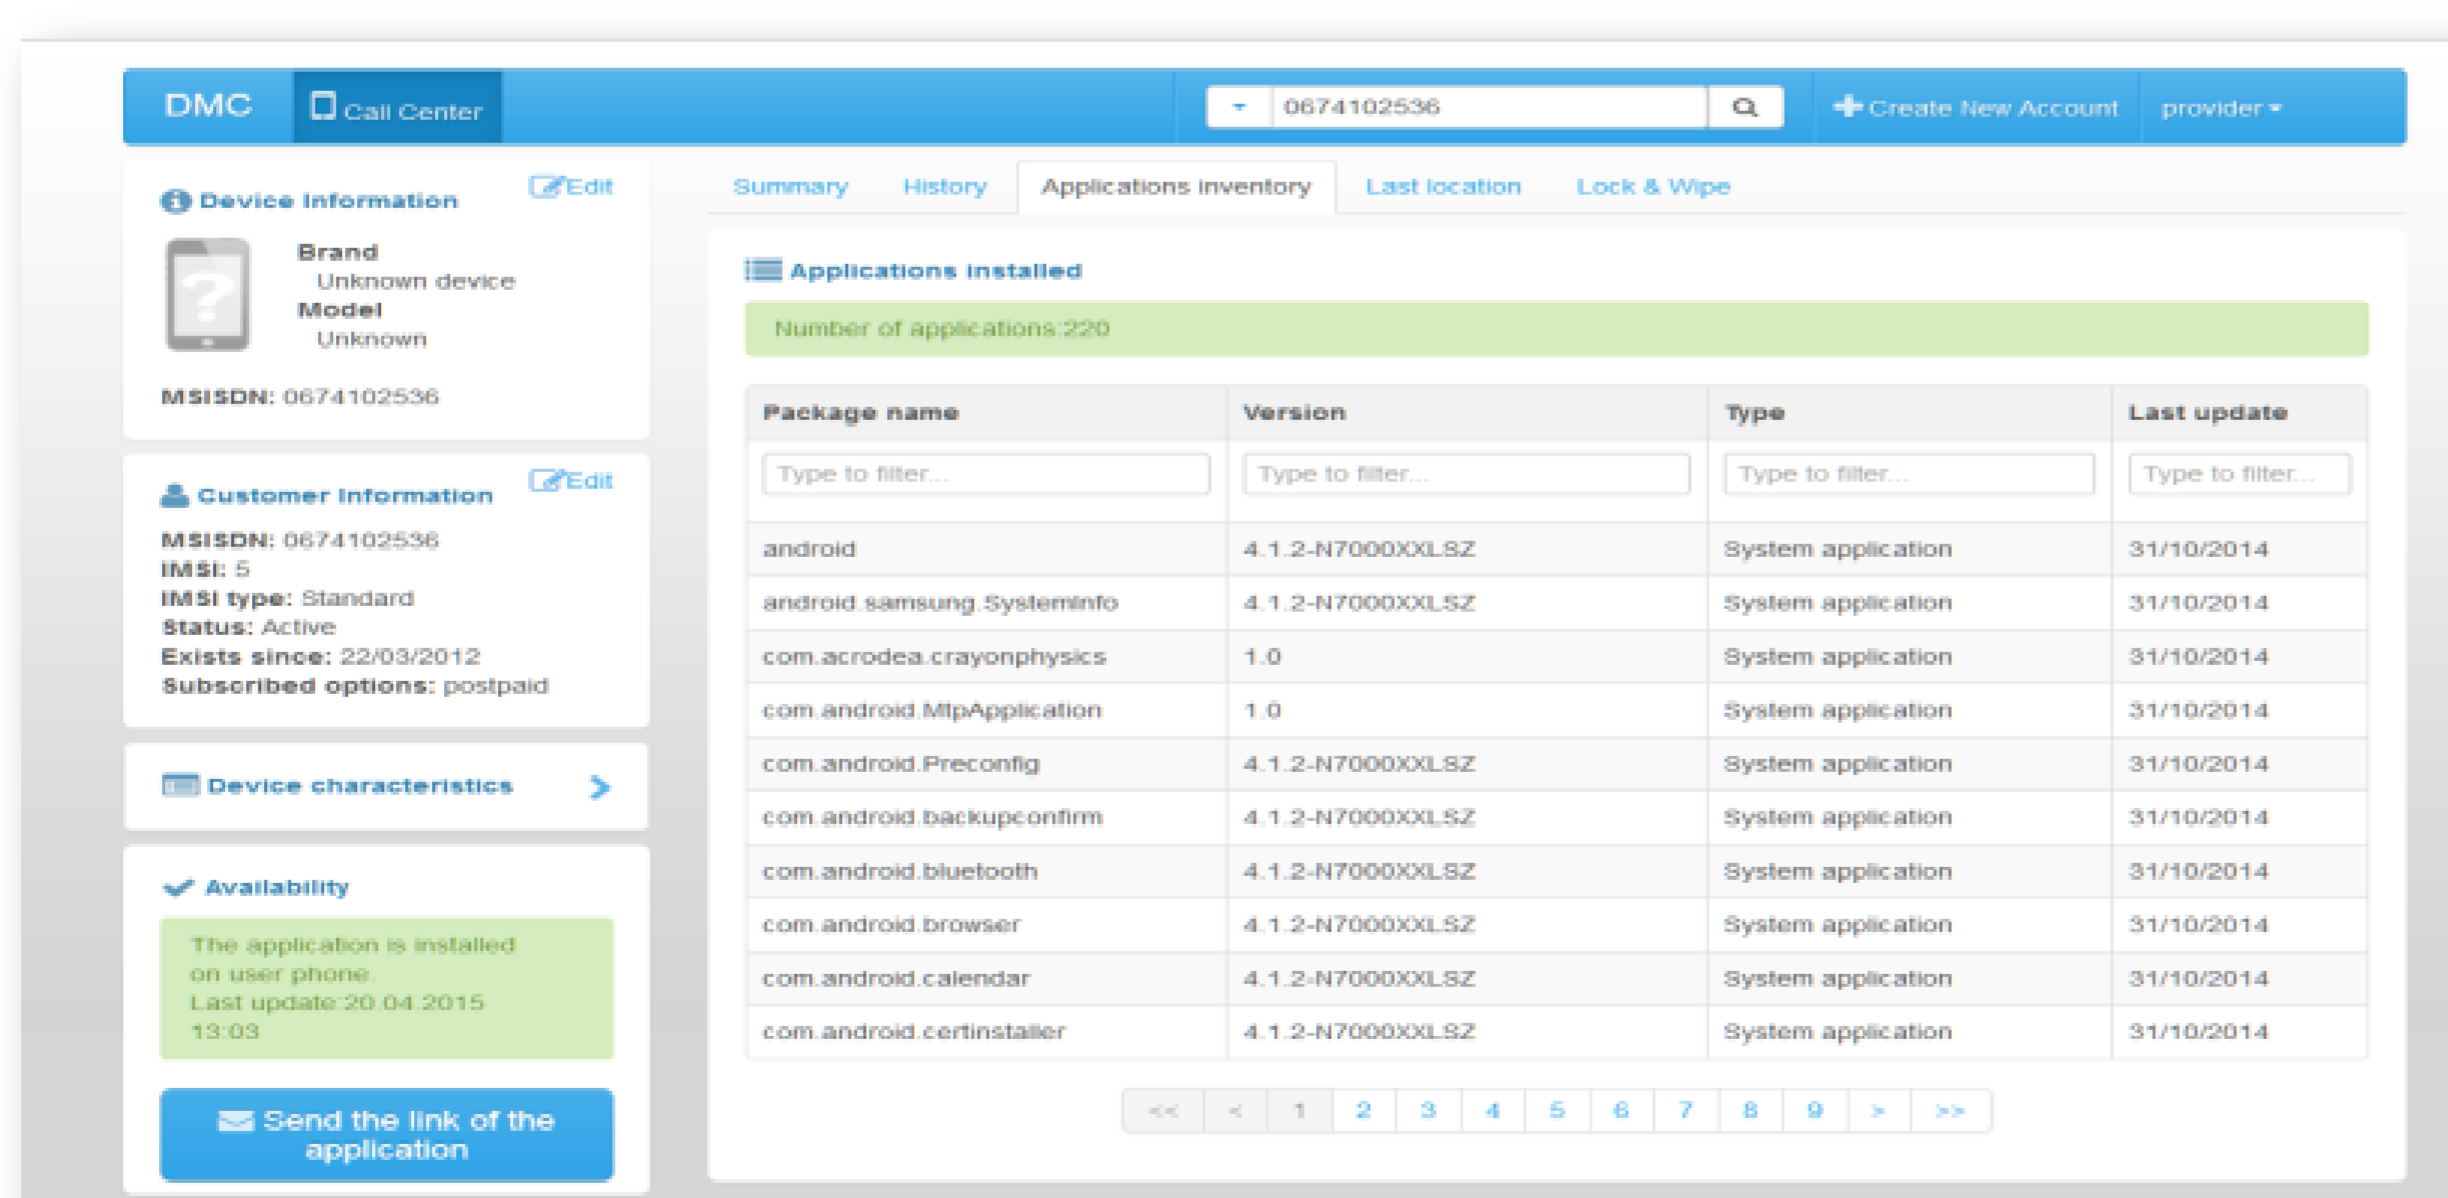 DMC
Call Center
0674102536
Create New Account
provider
Device Information
Edit
Brand
Unknown device
Model
Unknown
MSISDN: 0674102536
Customer Information
Edit
MSISDN: 0674102536
IMSI: 5
IMSI type: Standard
Status: Active
Exists since: 22/03/2012
Subscribed options: postpaid
Device characteristics
Availability
The application is installed
on user phone.
Last update:20.04.2015
13:03
Send the link of the
application
Summary History Applications inventory Last location Lock & Wipe
Applications installed
Number of applications:220
Package name Version Type Last update
Type to filter... Type to filter... Type to filter... Type to filter...
android 4.1.2-N7000XXLSZ System application 31/10/2014
android.samsung.SystemInfo 4.1.2-N7000XXLSZ System application 31/10/2014
com.acrodea.crayonphysics 1.0 System application 31/10/2014
com.android.MtpApplication 1.0 System application 31/10/2014
com.android.Preconfig 4.1.2-N7000XXLSZ System application 31/10/2014
com.android.backupconfirm 4.1.2-N7000XXLSZ System application 31/10/2014
com.android.bluetooth 4.1.2-N7000XXLSZ System application 31/10/2014
com.android.browser 4.1.2-N7000XXLSZ System application 31/10/2014
com.android.calendar 4.1.2-N7000XXLSZ System application 31/10/2014
com.android.certinstaller 4.1.2-N7000XXLSZ System application 31/10/2014
<< < 1 2 3 4 5 6 7 8 9 > >>